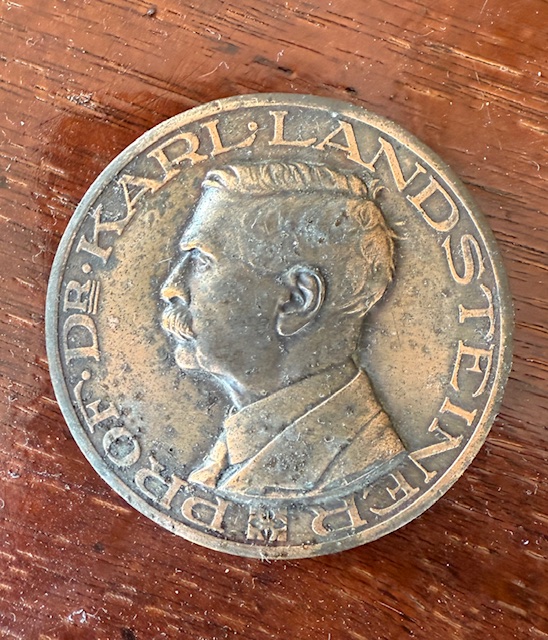 PROF · DR · KARL · LANDSTEINER